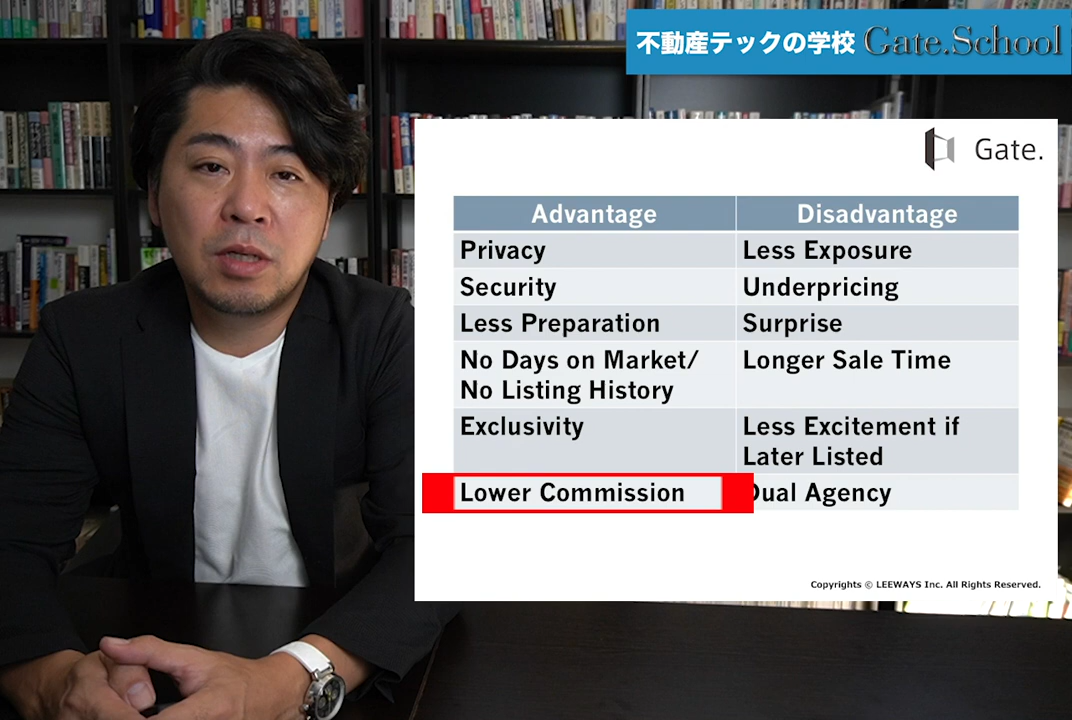 不動産テックの学校 Gate.School
Gate.
Advantage Disadvantage
Privacy Less Exposure
Security Underpricing
Less Preparation Surprise
No Days on Market/ Longer Sale Time
No Listing History
Exclusivity Less Excitement if
Later Listed
Lower Commission Dual Agency
Copyrights © LEEWAYS Inc. All Rights Reserved.